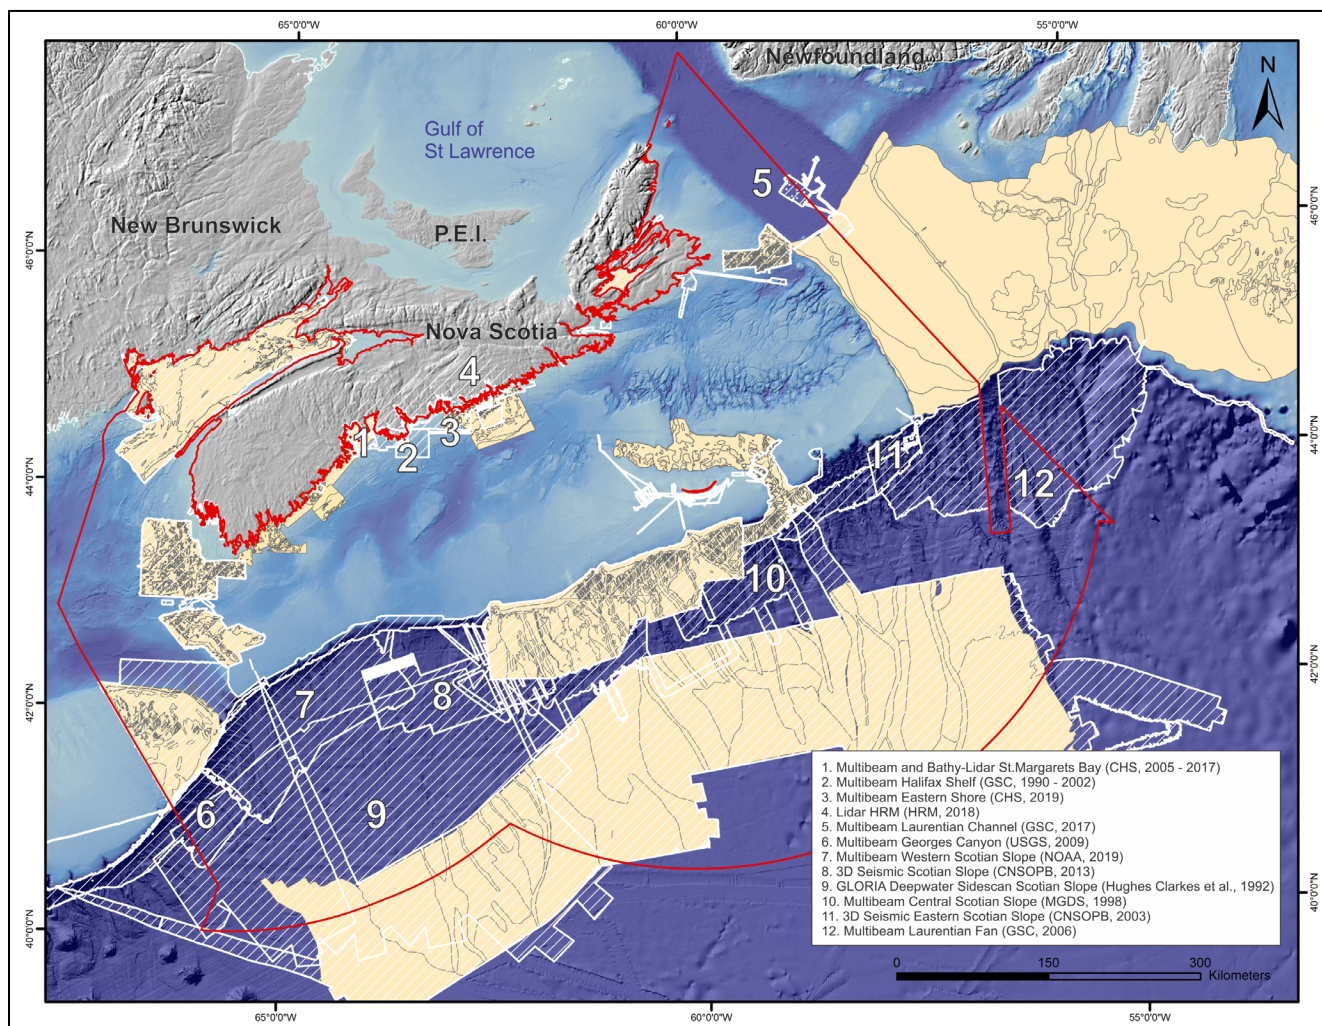 65°0'0"W
60°0'0"W
55°0'0"W
Newfoundland
N
Gulf of
St Lawrence
5
46°0'0"N
New Brunswick
P.E.I.
46°0'0"N
Nova Scotia
4
3
1
2
44°0'0"N
11
12
44°0'0"N
10
42°0'0"N
7
8
42°0'0"N
6
9
1. Multibeam and Bathy-Lidar St.Margarets Bay (CHS, 2005 - 2017)
2. Multibeam Halifax Shelf (GSC, 1990 - 2002)
3. Multibeam Eastern Shore (CHS, 2019)
4. Lidar HRM (HRM, 2018)
5. Multibeam Laurentian Channel (GSC, 2017)
6. Multibeam Georges Canyon (USGS, 2009)
7. Multibeam Western Scotian Slope (NOAA, 2019)
8. 3D Seismic Scotian Slope (CNSOPB, 2013)
9. GLORIA Deepwater Sidescan Scotian Slope (Hughes Clarkes et al., 1992)
10. Multibeam Central Scotian Slope (MGDS, 1998)
11. 3D Seismic Eastern Scotian Slope (CNSOPB, 2003)
12. Multibeam Laurentian Fan (GSC, 2006)
40°0'0"N
40°0'0"N
0 150 300
Kilometers
65°0'0"W
60°0'0"W
55°0'0"W